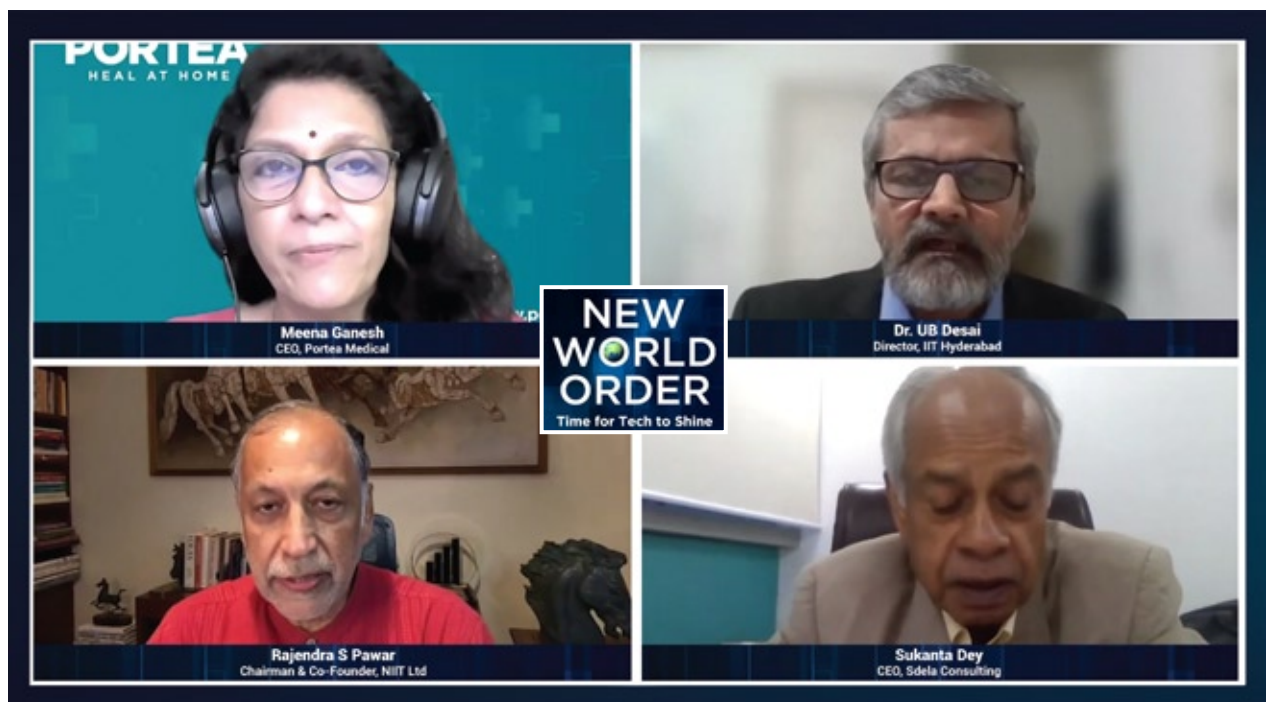 PORTEA
HEAL AT HOME
Meena Ganesh
CEO, Portea Medical
Dr. UB Desai
Director, IIT Hyderabad
NEW
WORLD
ORDER
Time for Tech to Shine
Rajendra S Pawar
Chairman & Co-Founder, NIIT Ltd
Sukanta Dey
CEO, Sdela Consulting